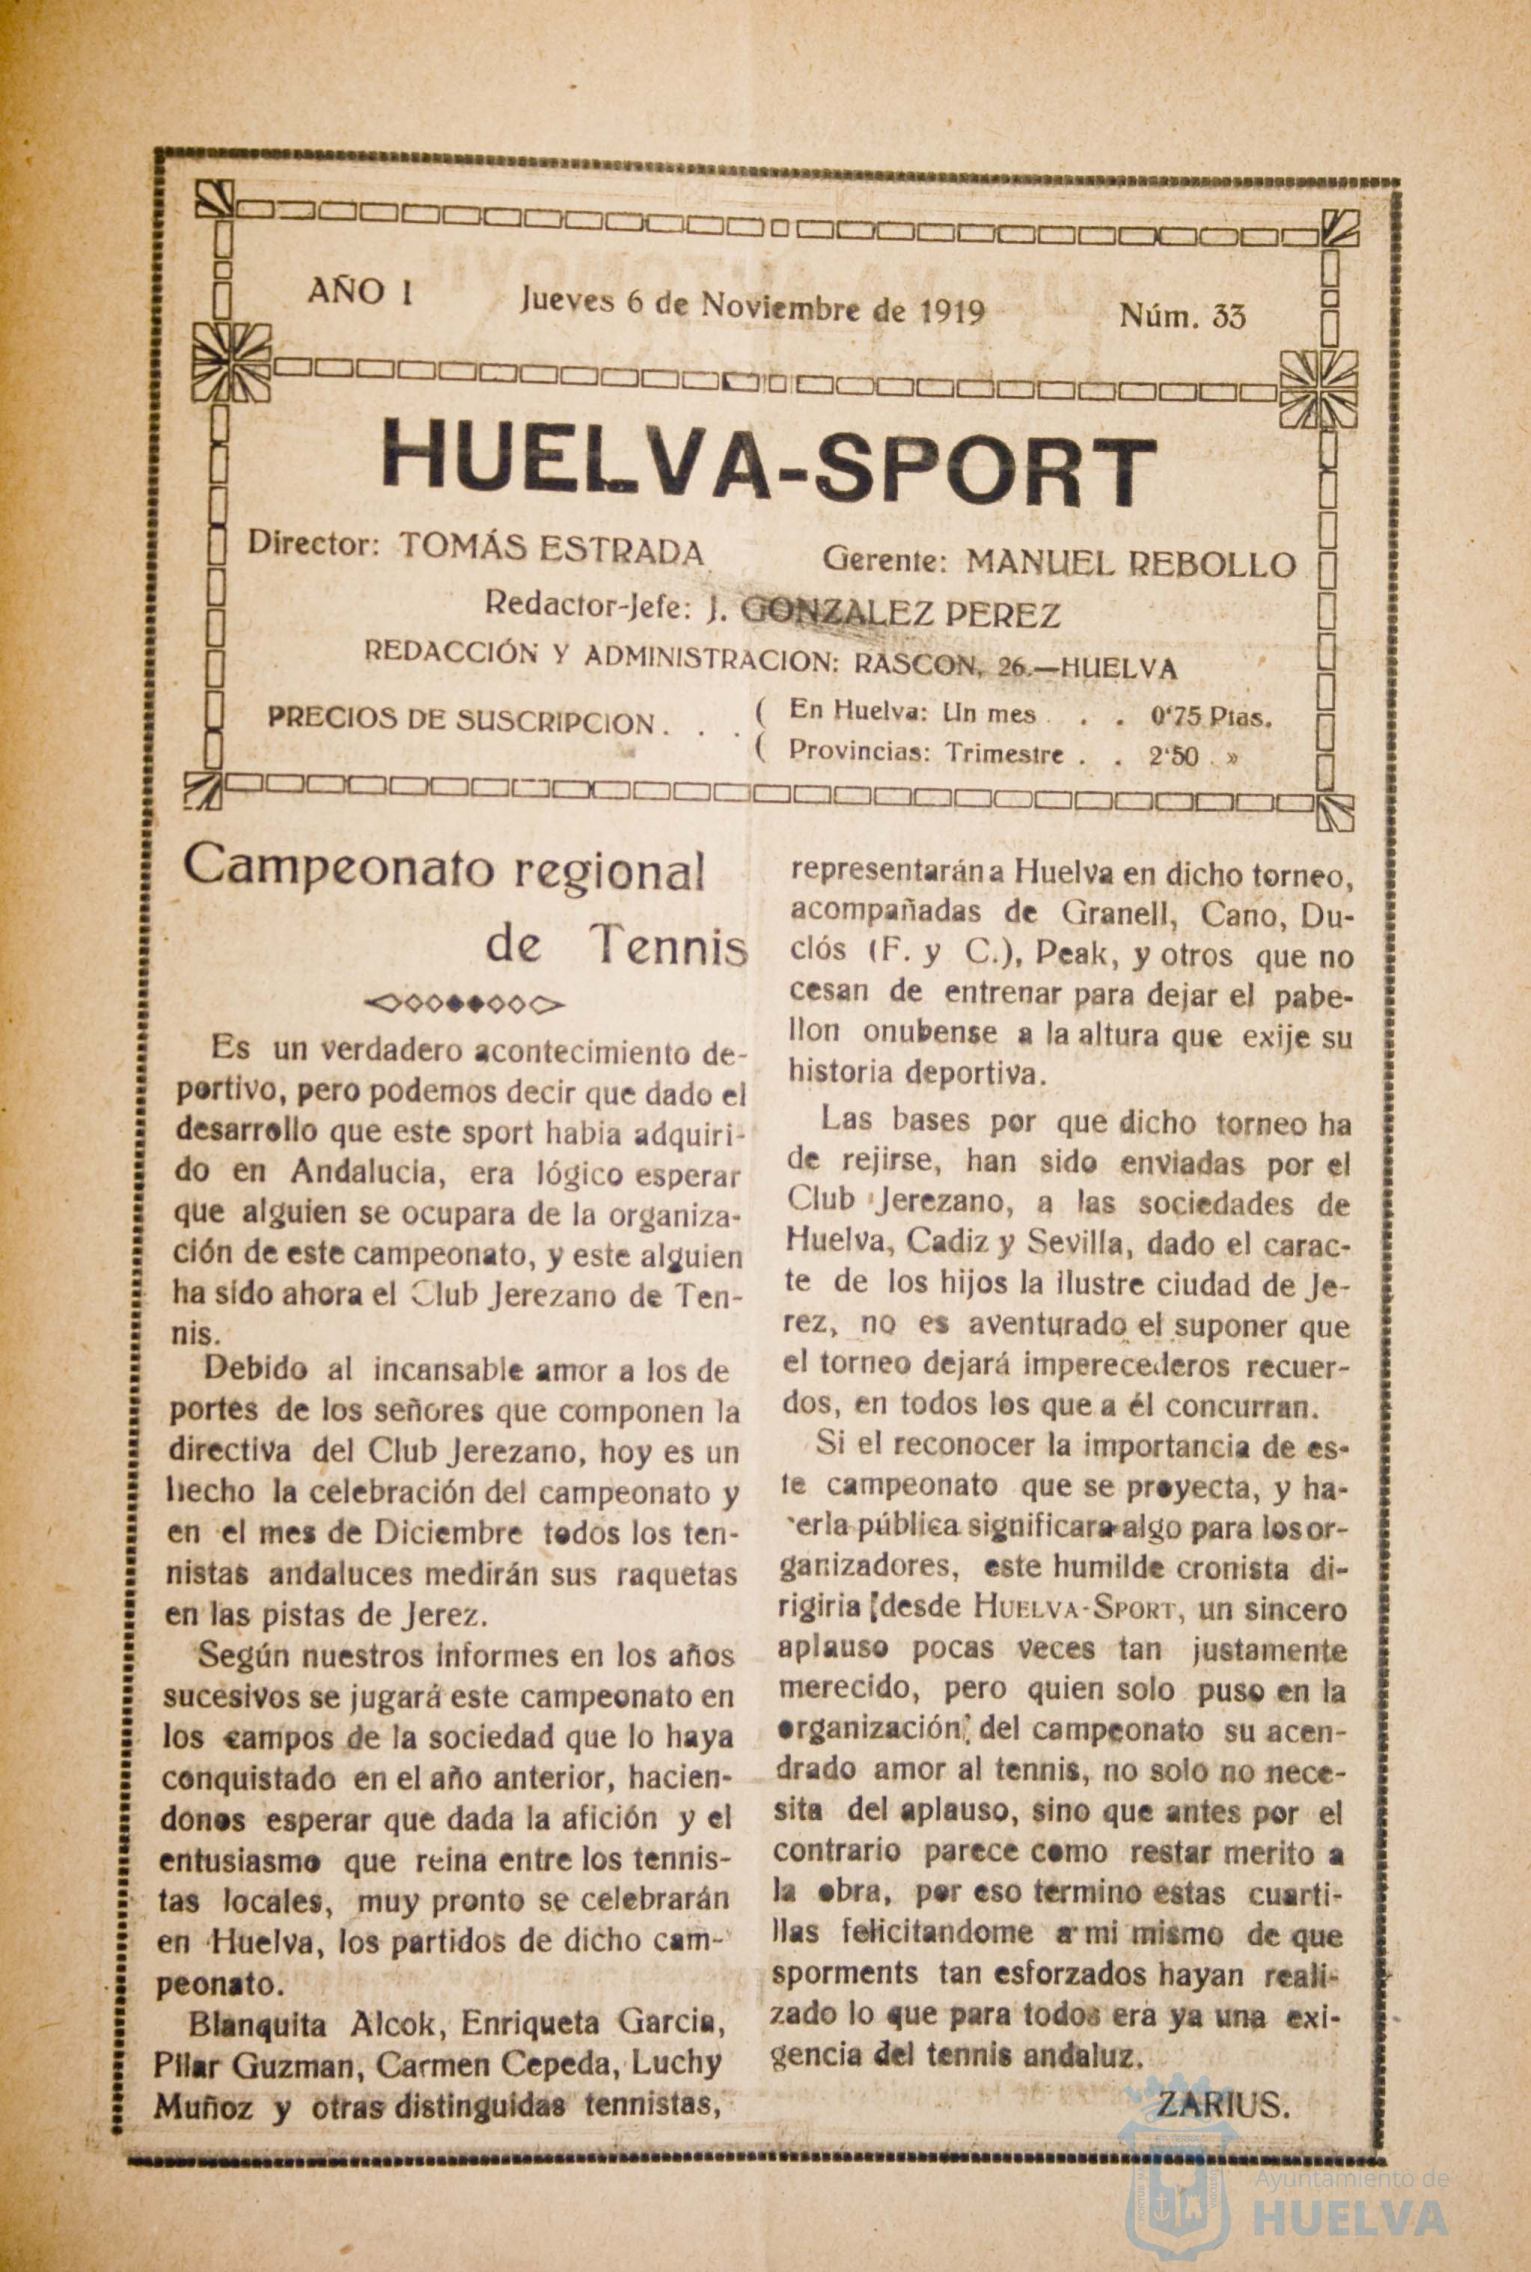 AÑO I
Jueves 6 de Noviembre de 1919
Núm. 33
HUELVA-SPORT
Director: TOMÁS ESTRADA
Gerente: MANUEL REBOLLO
Redactor-Jefe: J. GONZALEZ PEREZ
REDACCIÓN Y ADMINISTRACION: RASCON, 26.—HUELVA
PRECIOS DE SUSCRIPCION. . .
( En Huelva: Un mes . . 0'75 Ptas.
( Provincias: Trimestre . . 2'50 . »
Campeonato regional
de Tennis
Es un verdadero acontecimiento de-
portivo, pero podemos decir que dado el
desarrollo que este sport habia adquiri-
do en Andalucia, era lógico esperar
que alguien se ocupara de la organiza-
ción de este campeonato, y este alguien
ha sido ahora el Club Jerezano de Ten-
nis.
Debido al incansable amor a los de
portes de los señores que componen la
directiva del Club Jerezano, hoy es un
hecho la celebración del campeonato y
en el mes de Diciembre todos los ten-
nistas andaluces medirán sus raquetas
en las pistas de Jerez.
Según nuestros informes en los años
sucesivos se jugará este campeonato en
los campos de la sociedad que lo haya
conquistado en el año anterior, hacien-
donos esperar que dada la afición y el
entusiasmo que reina entre los tennis-
tas locales, muy pronto se celebrarán
en Huelva, los partidos de dicho cam-
peonato.
Blanquita Alcok, Enriqueta Garcia,
Pilar Guzman, Carmen Cepeda, Luchy
Muñoz y otras distinguidas tennistas,
representarán a Huelva en dicho torneo,
acompañadas de Granell, Cano, Du-
clós (F. y C.), Peak, y otros que no
cesan de entrenar para dejar el pabe-
llon onubense a la altura que exije su
historia deportiva.
Las bases por que dicho torneo ha
de rejirse, han sido enviadas por el
Club Jerezano, a las sociedades de
Huelva, Cadiz y Sevilla, dado el carac-
te de los hijos la ilustre ciudad de Je-
rez, no es aventurado el suponer que
el torneo dejará imperecederos recuer-
dos, en todos los que a él concurran.
Si el reconocer la importancia de es-
te campeonato que se proyecta, y ha-
erla pública significara algo para los or-
ganizadores, este humilde cronista di-
rigiria desde HUELVA-SPORT, un sincero
aplauso pocas veces tan justamente
merecido, pero quien solo puso en la
organización del campeonato su acen-
drado amor al tennis, no solo no nece-
sita del aplauso, sino que antes por el
contrario parece como restar merito a
la obra, por eso termino estas cuarti-
llas felicitandome a mi mismo de que
sporments tan esforzados hayan reali-
zado lo que para todos era ya una exi-
gencia del tennis andaluz.
ZARIUS.
Ayuntamiento de
HUELVA